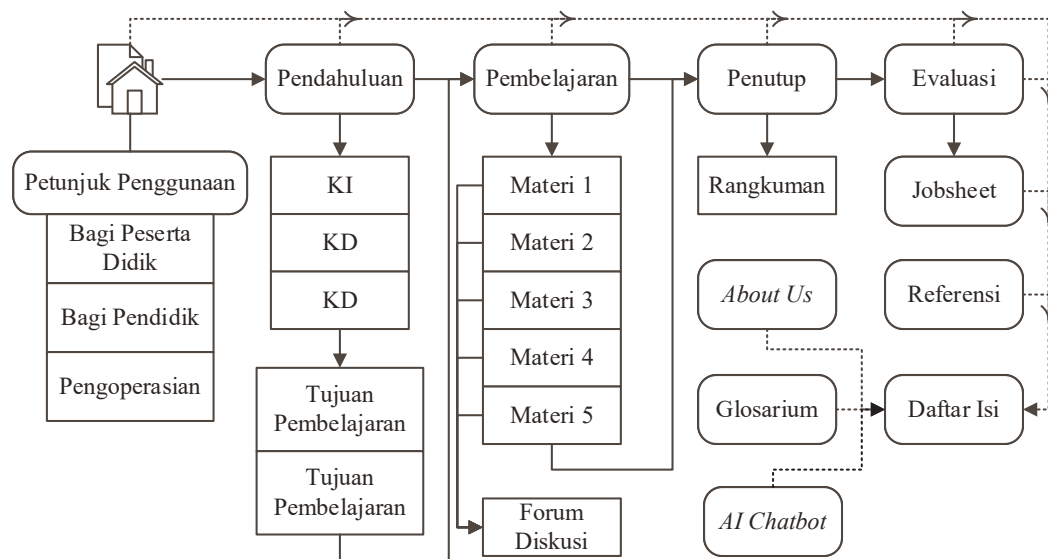 Pendahuluan
Pembelajaran
Penutup
Evaluasi
Petunjuk Penggunaan
Bagi Peserta
Didik
Bagi Pendidik
Pengoperasian
KI
KD
KD
Tujuan
Pembelajaran
Tujuan
Pembelajaran
Materi 1
Materi 2
Materi 3
Materi 4
Materi 5
Forum
Diskusi
Rangkuman
About Us
Glosarium
AI Chatbot
Jobsheet
Referensi
Daftar Isi